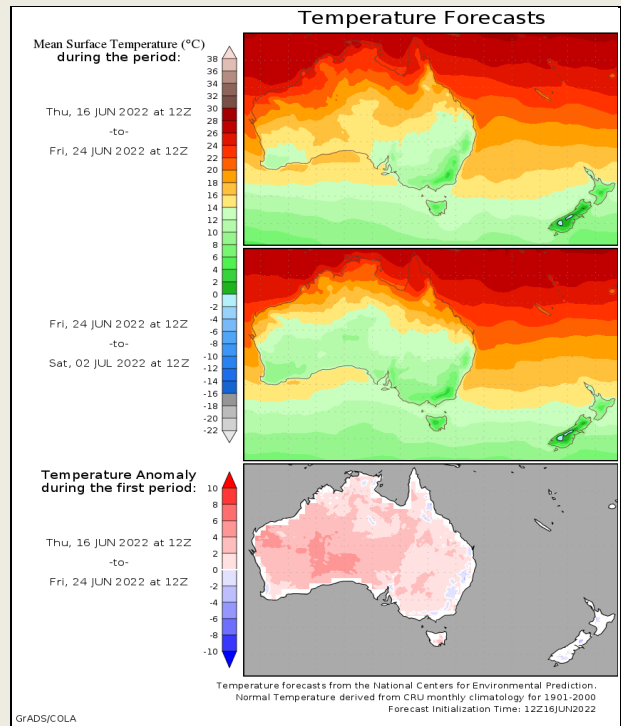 Temperature Forecasts
Mean Surface Temperature (°C)
during the period:
Thu, 16 JUN 2022 at 12Z
-to-
Fri, 24 JUN 2022 at 12Z
38
36
34
32
30
28
26
24
22
20
18
16
14
12
10
8
6
4
2
0
-2
-4
-6
-8
-10
-12
-14
-16
-18
-20
-22
Fri, 24 JUN 2022 at 12Z
-to-
Sat, 02 JUL 2022 at 12Z
Temperature Anomaly
during the first period:
Thu, 16 JUN 2022 at 12Z
-to-
Fri, 24 JUN 2022 at 12Z
10
8
6
4
2
0
-2
-4
-6
-8
-10
Temperature forecasts from the National Centers for Environmental Prediction.
Normal Temperature derived from CRU monthly climatology for 1901-2000
Forecast Initialization Time: 12Z16JUN2022
GrADS/COLA